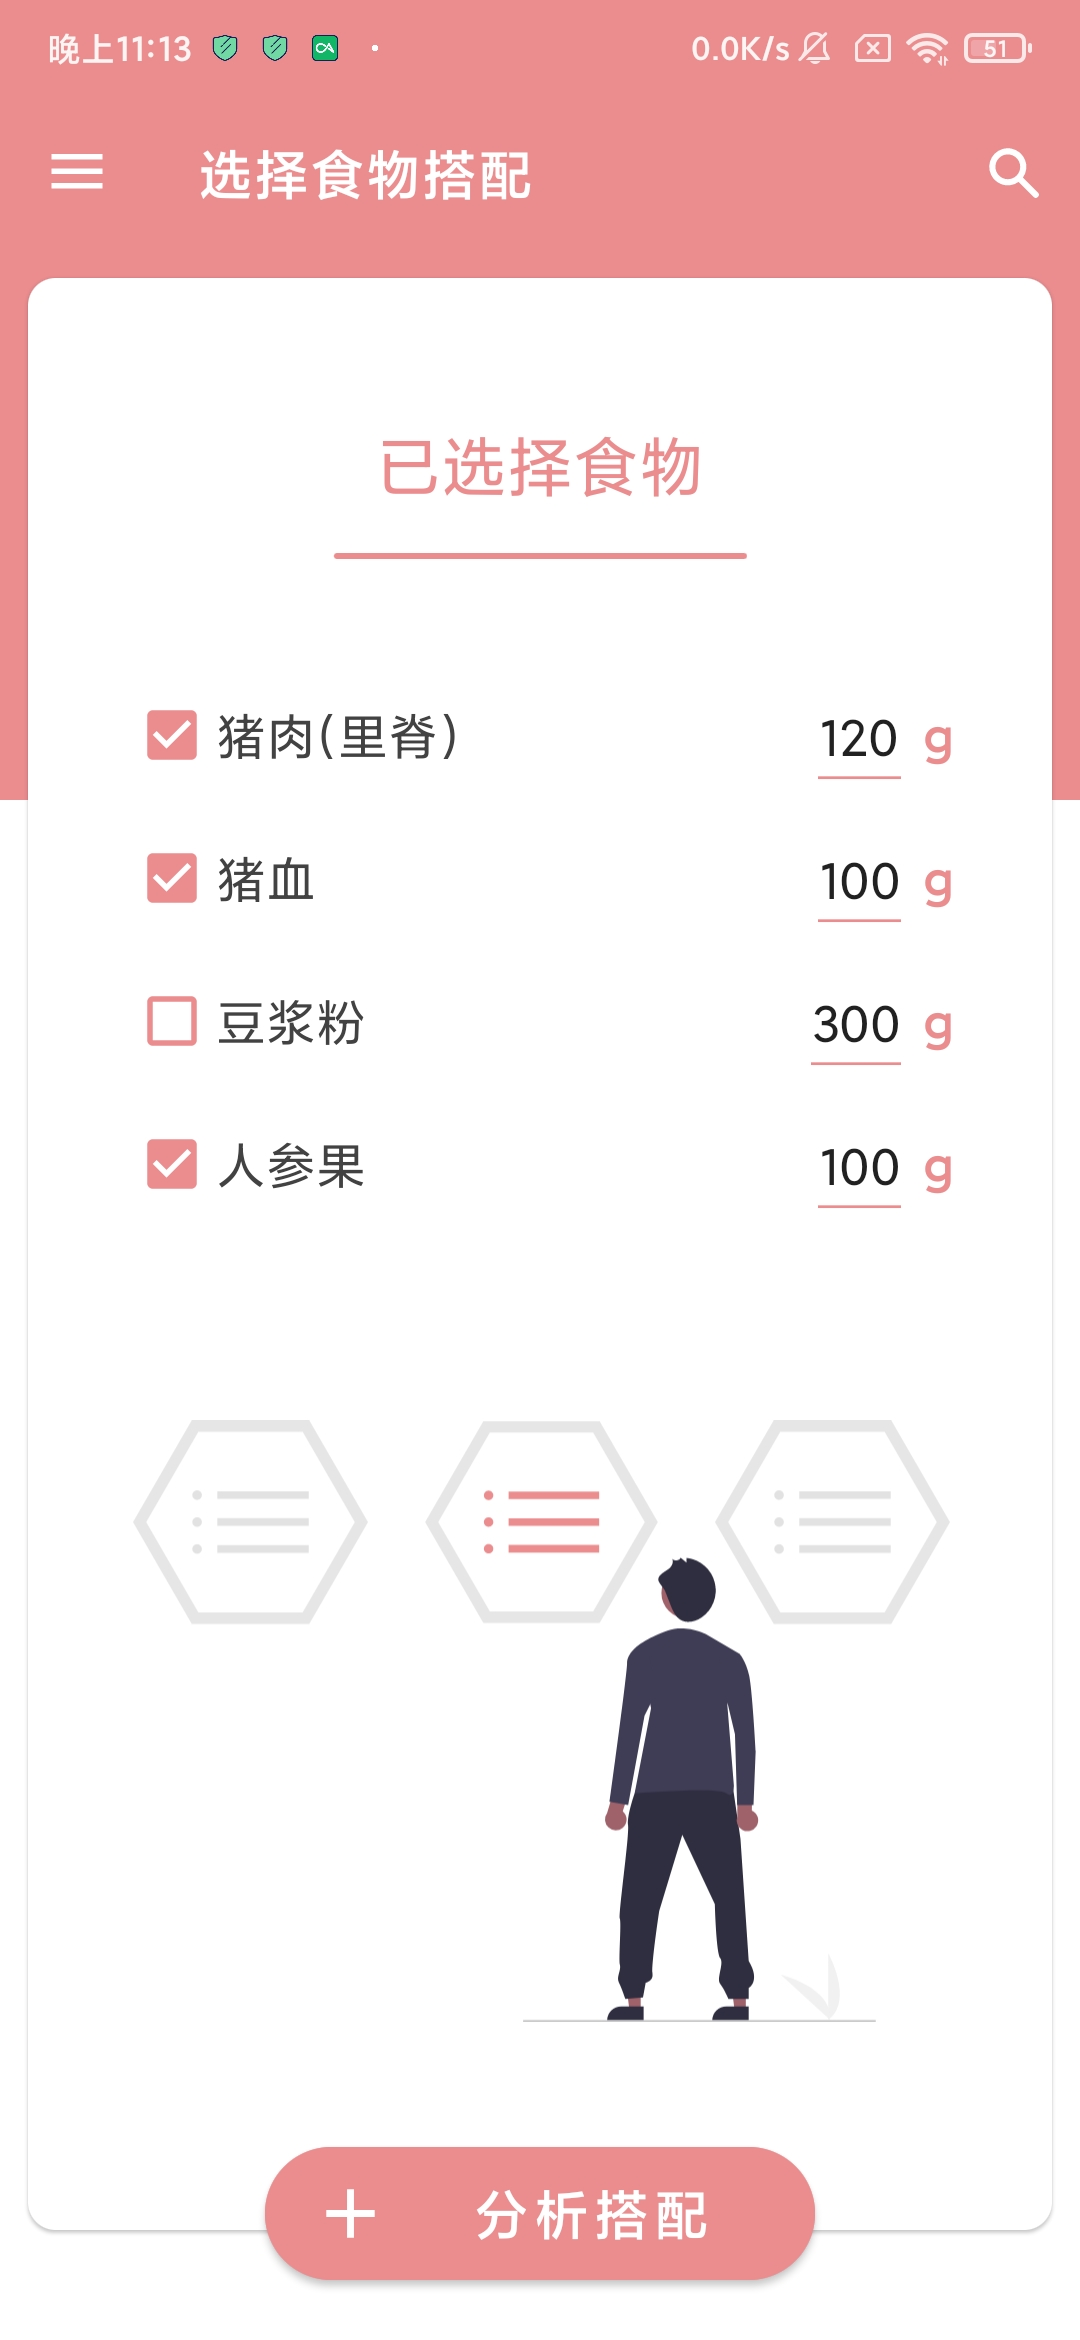 晚上11:13 0.0K/s 51
选择食物搭配
已选择食物
猪肉(里脊) 120 g
猪血 100 g
豆浆粉 300 g
人参果 100 g
分析搭配